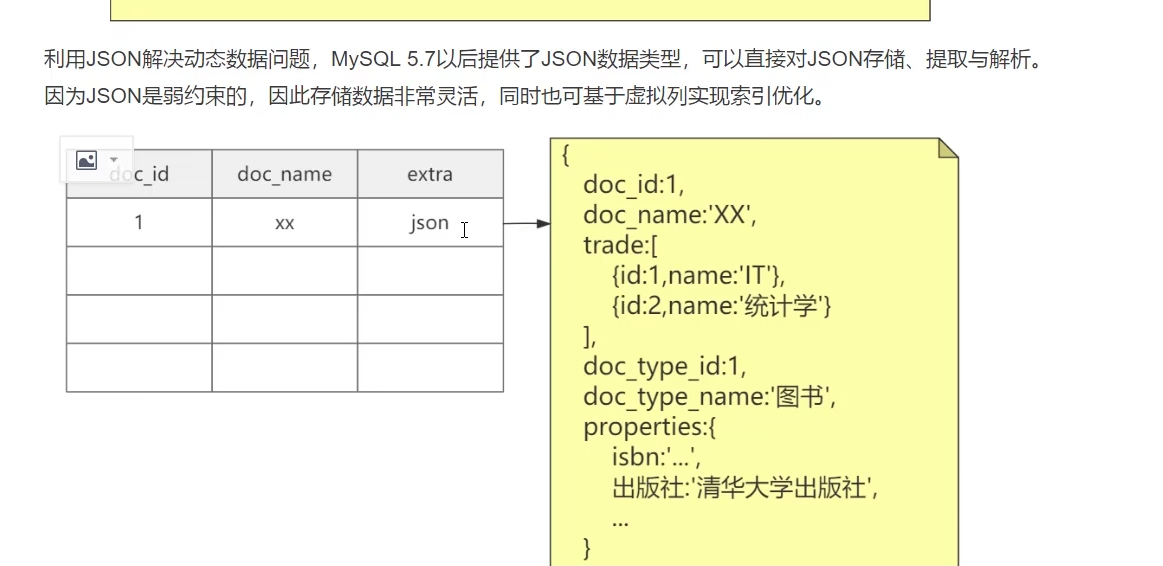 利用JSON解决动态数据问题，MySQL 5.7以后提供了JSON数据类型，可以直接对JSON存储、提取与解析。
因为JSON是弱约束的，因此存储数据非常灵活，同时也可基于虚拟列实现索引优化。
doc_id doc_name extra
1 xx json
{
doc_id:1,
doc_name:'XX',
trade:[
{id:1,name:'IT'},
{id:2,name:'统计学'}
],
doc_type_id:1,
doc_type_name:'图书',
properties:{
isbn:'...',
出版社:'清华大学出版社',
...
}